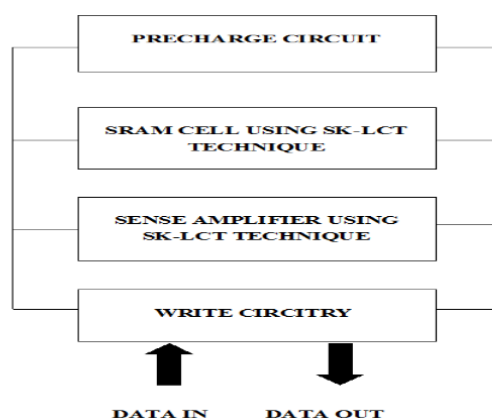 PRECHARGE CIRCUIT
SRAM CELL USING SK-LCT
TECHNIQUE
SENSE AMPLIFIER USING
SK-LCT TECHNIQUE
WRITE CIRCITRY
DATA IN DATA OUT